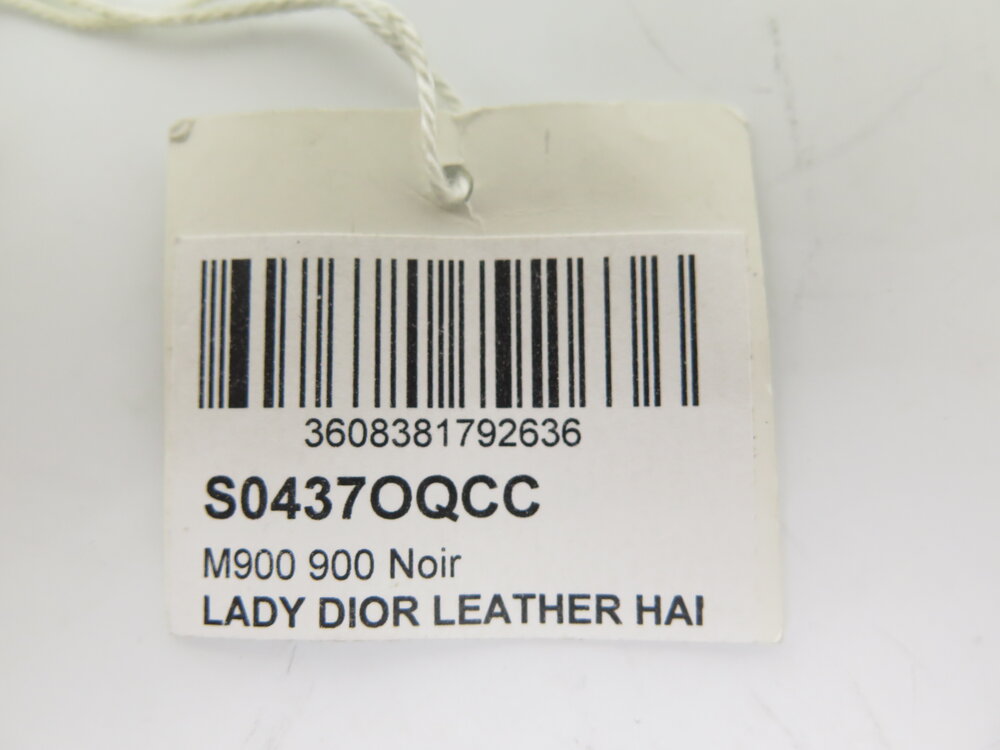 3608381792636
S0437OQCC
M900 900 Noir
LADY DIOR LEATHER HAI